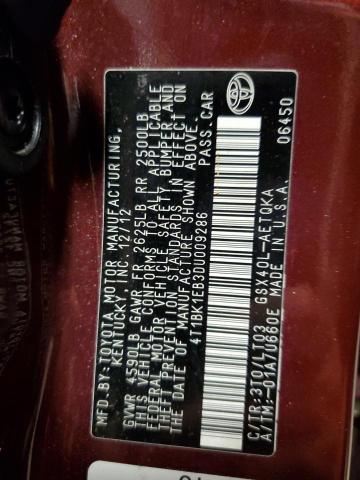 MFD.BY:TOYOTA MOTOR MANUFACTURING,
KENTUCKY, INC. 12/12
GVWR 4590LB GAWR FR 2625LB RR 2500LB
THIS VEHICLE CONFORMS TO ALL APPLICABLE
FEDERAL MOTOR VEHICLE SAFETY, BUMPER AND
THEFT PREVENTION STANDARDS IN EFFECT ON
THE DATE OF MANUFACTURE SHOWN ABOVE.
4T1MBKYEB3D0009286 PASS.CAR
C/TR:3T0/LT03 GSX40L-AETGKA
A/TM:-01A/U660E MADE IN U.S.A. 06450